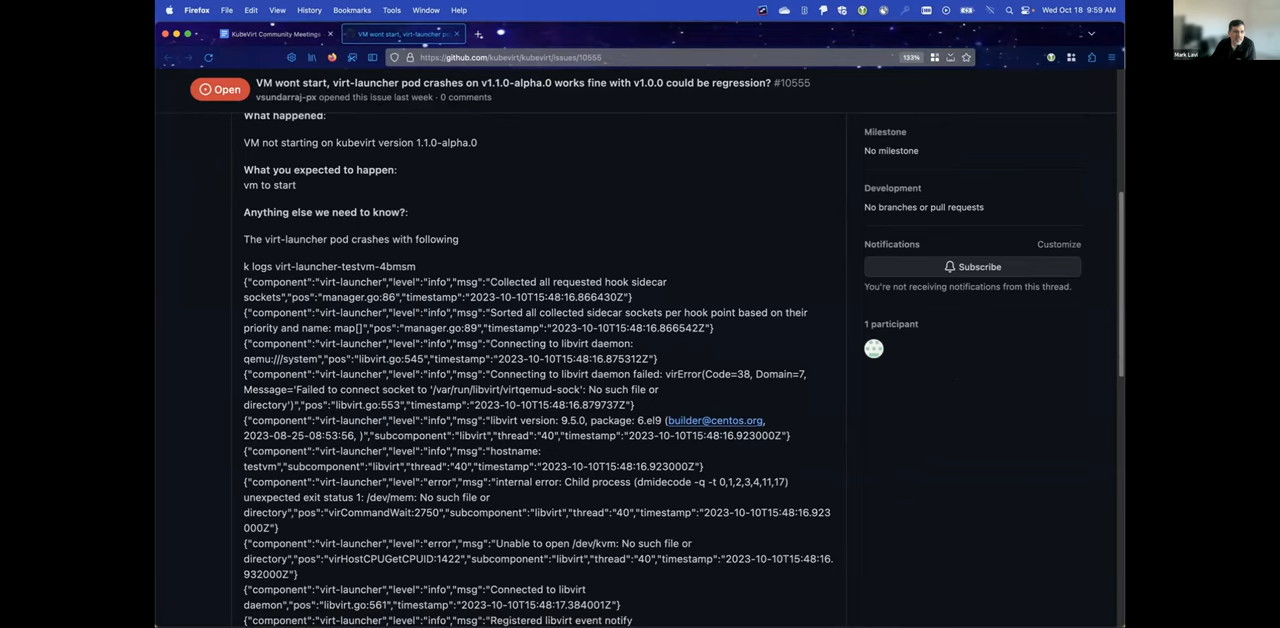 Firefox File Edit View History Bookmarks Tools Window Help
Wed Oct 18 9:59 AM
KubeVirt Community Meetings
VM wont start, virt-launcher po
https://github.com/kubevirt/kubevirt/issues/10555
133%
Mark Lavi
Open
VM wont start, virt-launcher pod crashes on v1.1.0-alpha.0 works fine with v1.0.0 could be regression? #10555
vsundarraj-px opened this issue last week · 0 comments
What happened:
VM not starting on kubevirt version 1.1.0-alpha.0
What you expected to happen:
vm to start
Anything else we need to know?:
The virt-launcher pod crashes with following
k logs virt-launcher-testvm-4bmsm
{"component":"virt-launcher","level":"info","msg":"Collected all requested hook sidecar
sockets","pos":"manager.go:86","timestamp":"2023-10-10T15:48:16.866430Z"}
{"component":"virt-launcher","level":"info","msg":"Sorted all collected sidecar sockets per hook point based on their
priority and name: map[]","pos":"manager.go:89","timestamp":"2023-10-10T15:48:16.866542Z"}
{"component":"virt-launcher","level":"info","msg":"Connecting to libvirt daemon:
qemu:///system","pos":"libvirt.go:545","timestamp":"2023-10-10T15:48:16.875312Z"}
{"component":"virt-launcher","level":"info","msg":"Connecting to libvirt daemon failed: virError(Code=38, Domain=7,
Message='Failed to connect socket to '/var/run/libvirt/virtqemud-sock': No such file or
directory')","pos":"libvirt.go:553","timestamp":"2023-10-10T15:48:16.879737Z"}
{"component":"virt-launcher","level":"info","msg":"libvirt version: 9.5.0, package: 6.el9 (builder@centos.org,
2023-08-25-08:53:56, )","subcomponent":"libvirt","thread":"40","timestamp":"2023-10-10T15:48:16.923000Z"}
{"component":"virt-launcher","level":"info","msg":"hostname:
testvm","subcomponent":"libvirt","thread":"40","timestamp":"2023-10-10T15:48:16.923000Z"}
{"component":"virt-launcher","level":"error","msg":"internal error: Child process (dmidecode -q -t 0,1,2,3,4,11,17)
unexpected exit status 1: /dev/mem: No such file or
directory","pos":"virCommandWait:2750","subcomponent":"libvirt","thread":"40","timestamp":"2023-10-10T15:48:16.923
000Z"}
{"component":"virt-launcher","level":"error","msg":"Unable to open /dev/kvm: No such file or
directory","pos":"virHostCPUGetCPUID:1422","subcomponent":"libvirt","thread":"40","timestamp":"2023-10-10T15:48:16.
932000Z"}
{"component":"virt-launcher","level":"info","msg":"Connected to libvirt
daemon","pos":"libvirt.go:561","timestamp":"2023-10-10T15:48:17.384001Z"}
{"component":"virt-launcher","level":"info","msg":"Registered libvirt event notify
Milestone
No milestone
Development
No branches or pull requests
Notifications
Customize
Subscribe
You're not receiving notifications from this thread.
1 participant